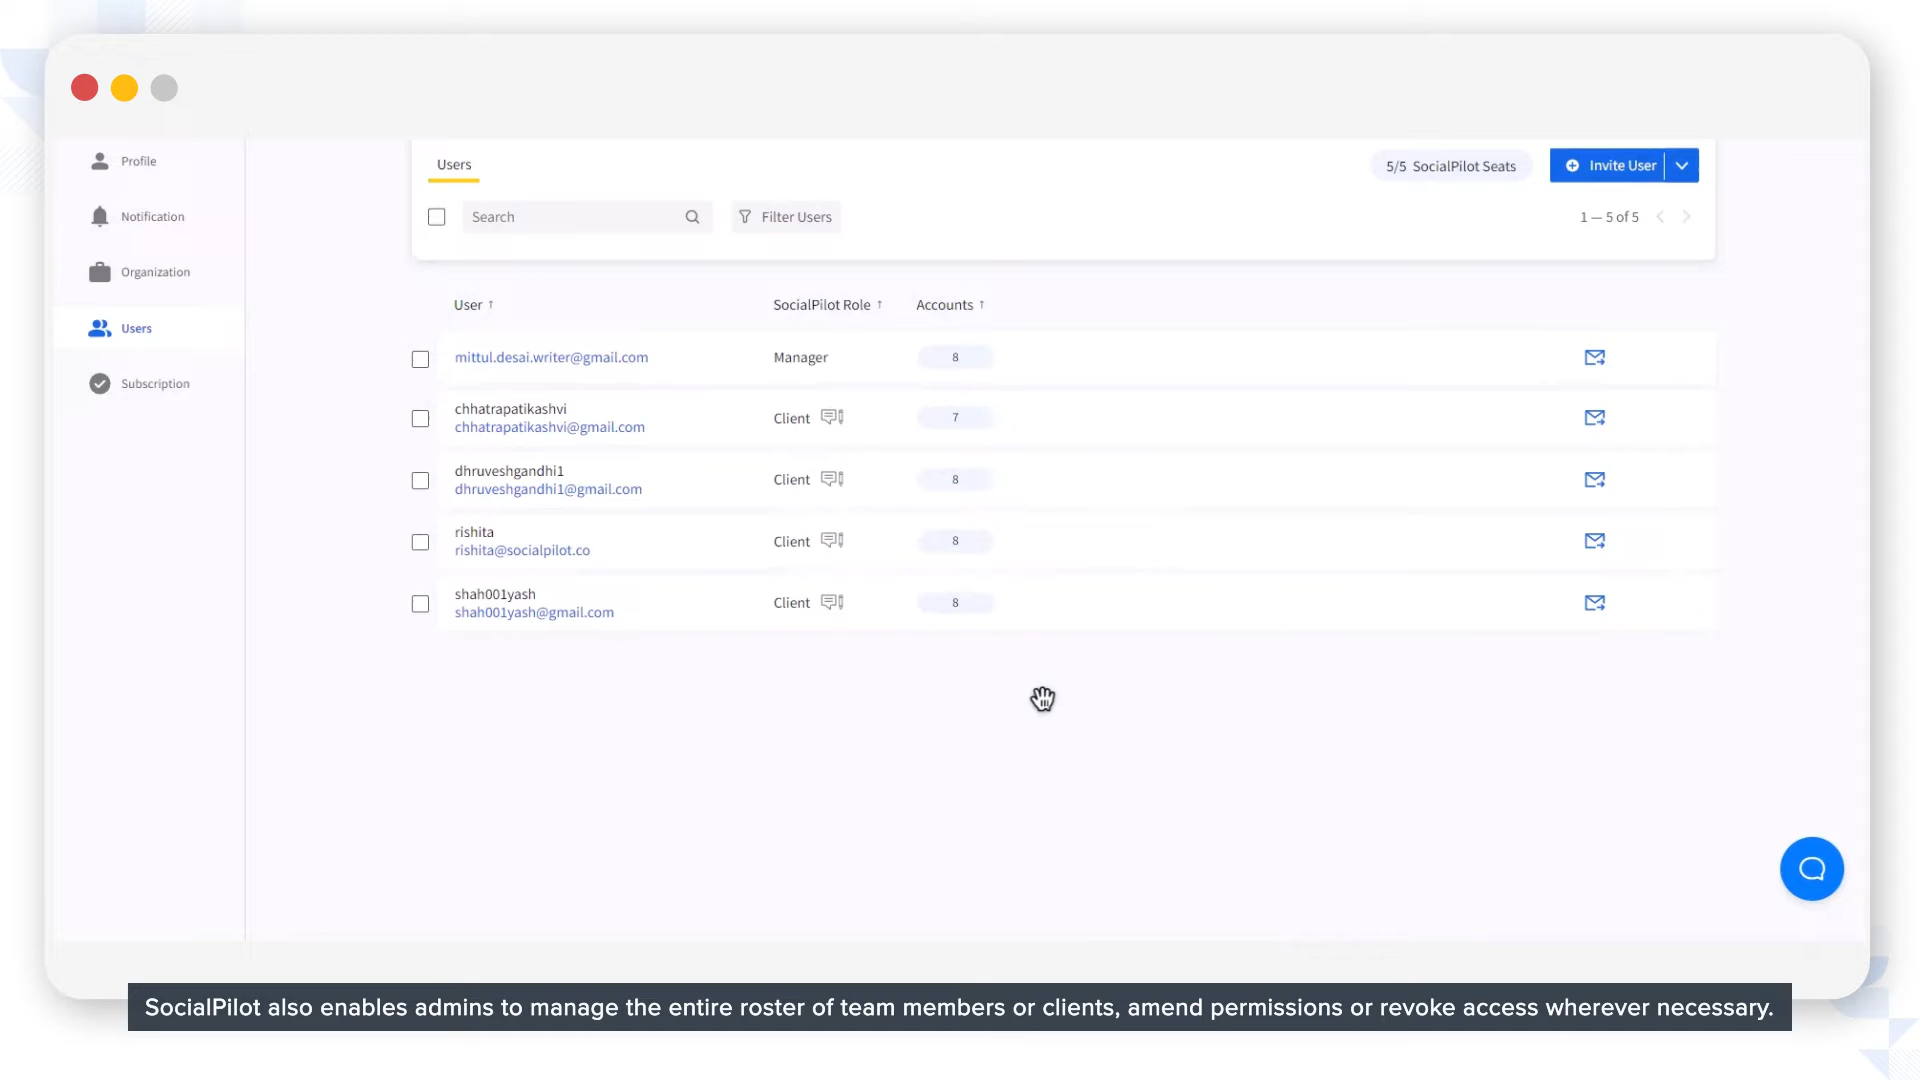 Profile
Notification
Organization
Users
Subscription
Users
5/5 SocialPilot Seats
Invite User
Search
Filter Users
1 — 5 of 5
User ↑
SocialPilot Role ↑
Accounts ↑
mittul.desai.writer@gmail.com
Manager
8
chhatrapatikashvi
chhatrapatikashvi@gmail.com
Client
7
dhruveshgandhi1
dhruveshgandhi1@gmail.com
Client
8
rishita
rishita@socialpilot.co
Client
8
shah001yash
shah001yash@gmail.com
Client
8
SocialPilot also enables admins to manage the entire roster of team members or clients, amend permissions or revoke access wherever necessary.